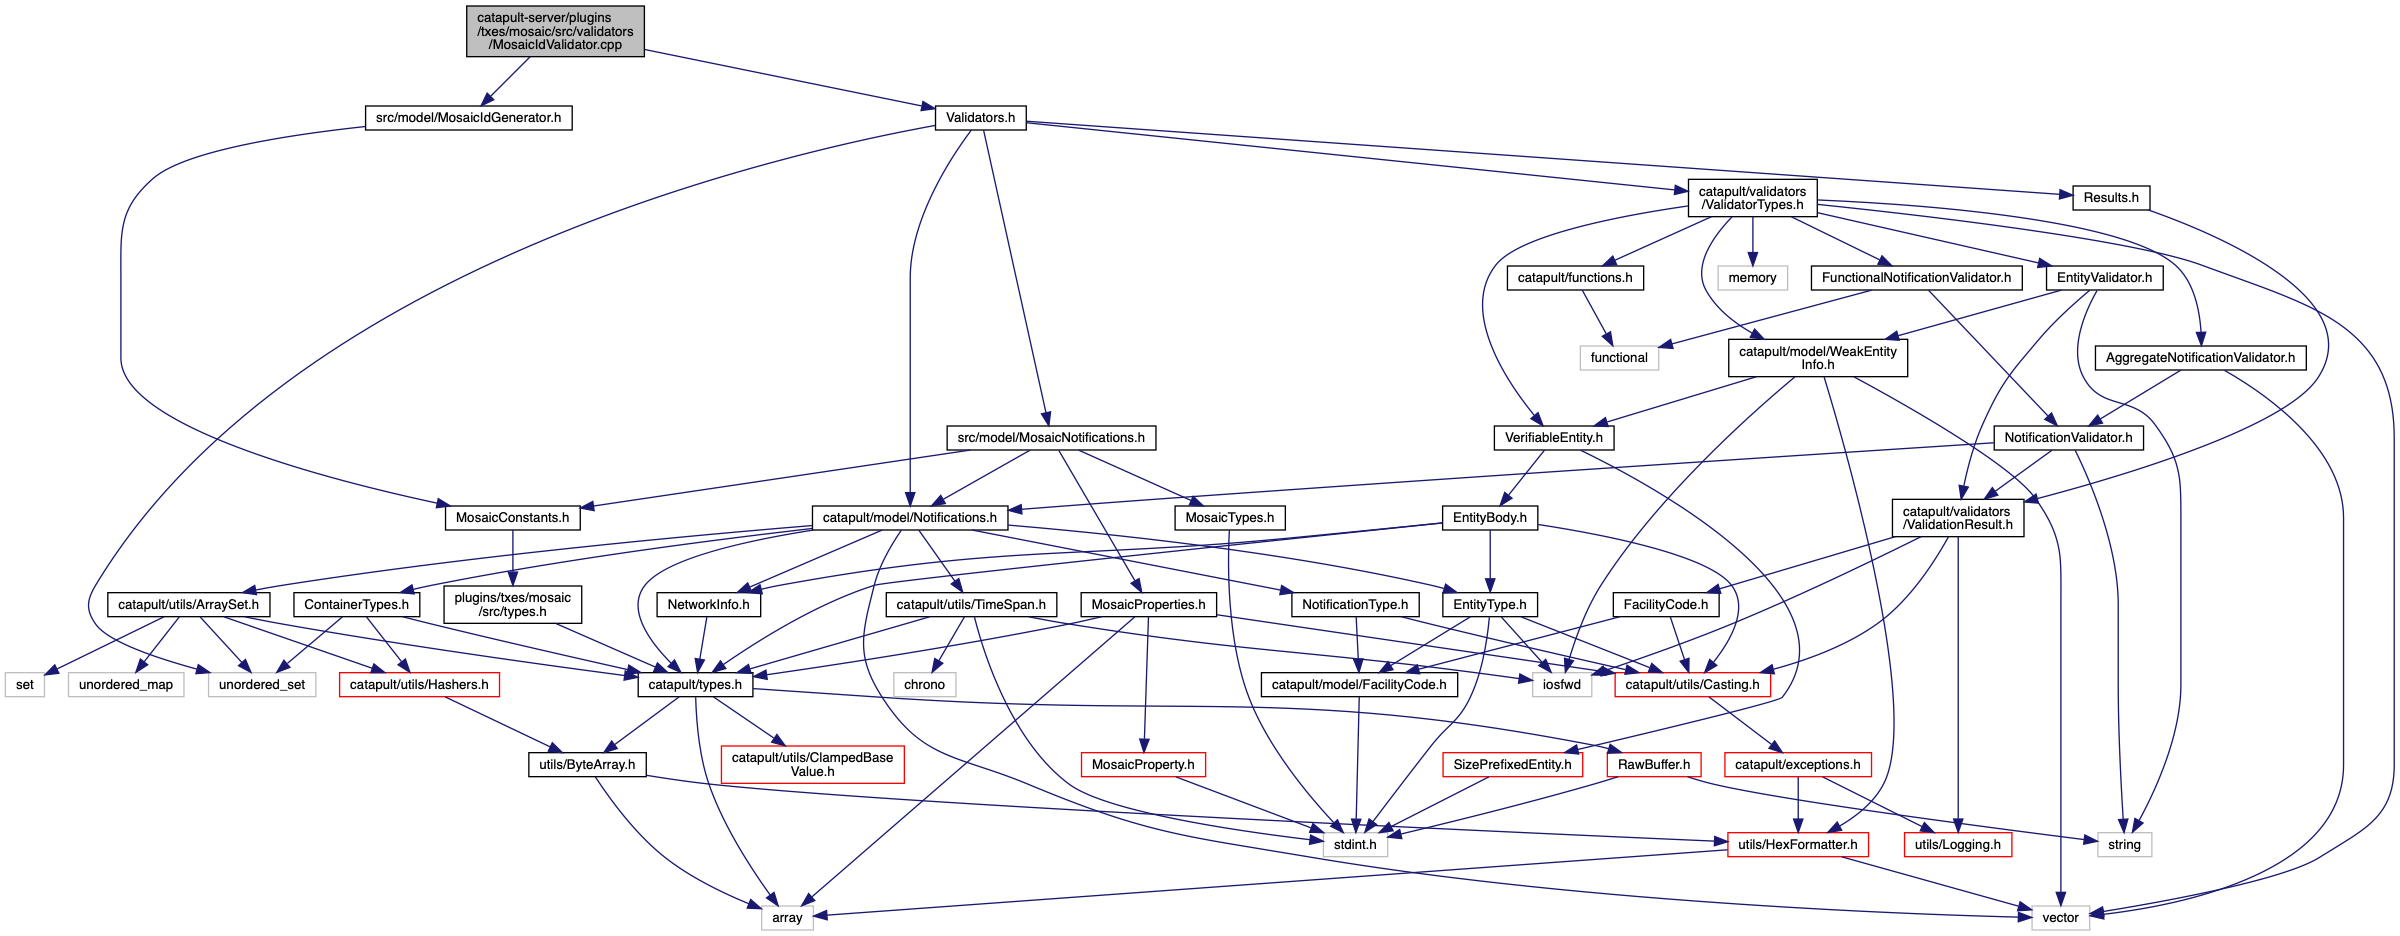 catapult-server/plugins
/txes/mosaic/src/validators
/MosaicIdValidator.cpp
src/model/MosaicIdGenerator.h
Validators.h
catapult/validators
/ValidatorTypes.h
Results.h
catapult/functions.h
memory
FunctionalNotificationValidator.h
EntityValidator.h
functional
catapult/model/WeakEntity
Info.h
AggregateNotificationValidator.h
src/model/MosaicNotifications.h
VerifiableEntity.h
NotificationValidator.h
MosaicConstants.h
catapult/model/Notifications.h
MosaicTypes.h
EntityBody.h
catapult/validators
/ValidationResult.h
catapult/utils/ArraySet.h
ContainerTypes.h
plugins/txes/mosaic
/src/types.h
NetworkInfo.h
catapult/utils/TimeSpan.h
MosaicProperties.h
NotificationType.h
EntityType.h
FacilityCode.h
set
unordered_map
unordered_set
catapult/utils/Hashers.h
catapult/types.h
chrono
catapult/model/FacilityCode.h
iosfwd
catapult/utils/Casting.h
utils/ByteArray.h
catapult/utils/ClampedBase
Value.h
MosaicProperty.h
SizePrefixedEntity.h
RawBuffer.h
catapult/exceptions.h
stdint.h
utils/HexFormatter.h
utils/Logging.h
string
array
vector